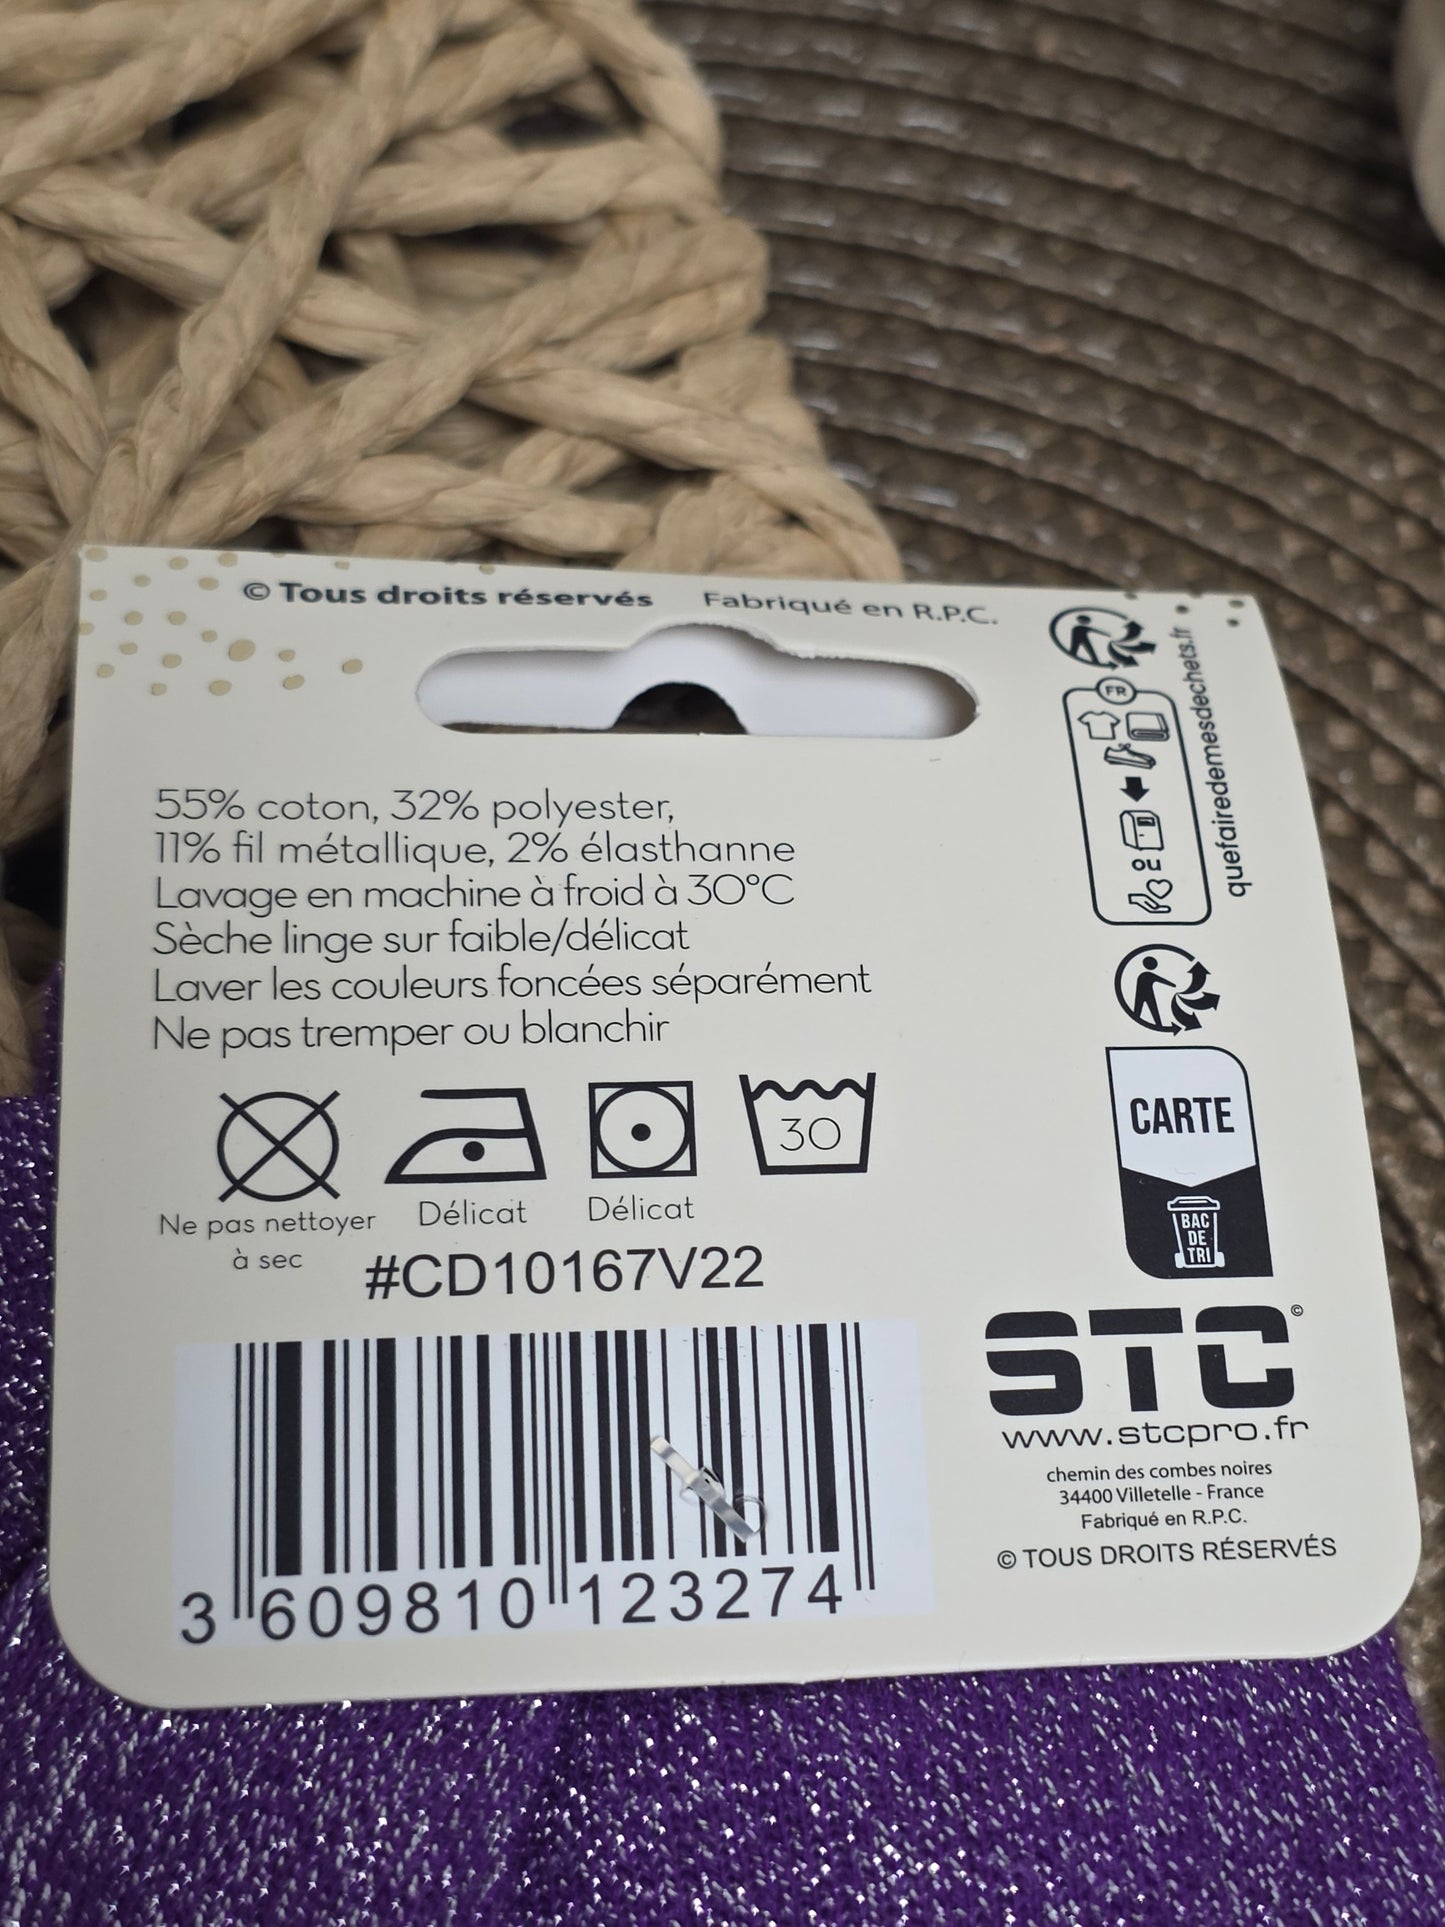 © Tous droits réservés Fabriqué en R.P.C.
55% coton, 32% polyester,
11% fil métallique, 2% élasthanne
Lavage en machine à froid à 30°C
Sèche linge sur faible/délicat
Laver les couleurs foncées séparément
Ne pas tremper ou blanchir
30
Ne pas nettoyer
à sec
Délicat
Délicat
#CD10167V22
3 609810 123274
FR
ou
quefairedemesdechets.fr
CARTE
BAC
DE
TRI
STC©
www.stcpro.fr
chemin des combes noires
34400 Villetelle - France
Fabriqué en R.P.C.
© TOUS DROITS RÉSERVÉS